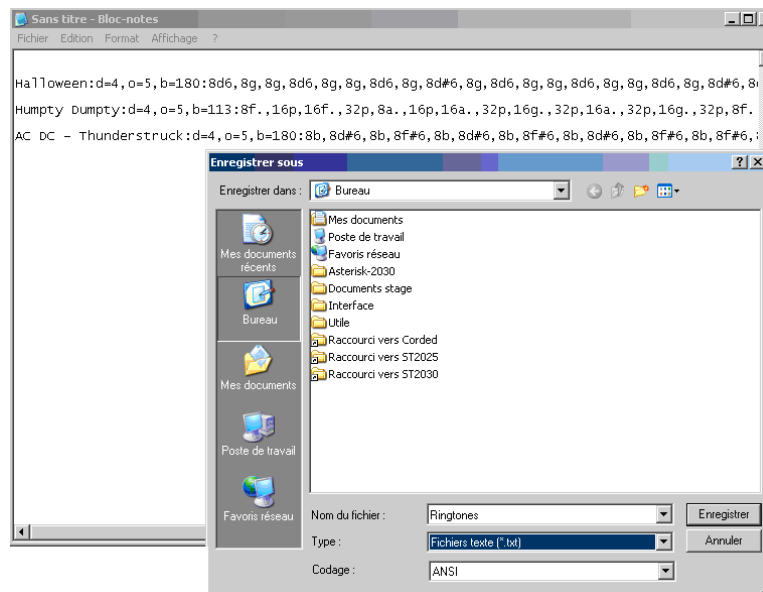 Sans titre - Bloc-notes
Fichier Edition Format Affichage ?
Halloween:d=4,o=5,b=180:8d6,8g,8g,8d6,8g,8g,8d6,8g,8d#6,8g,8d6,8g,8g,8d6,8g,8g,8d6,8g,8d#6,8
Humpty Dumpty:d=4,o=5,b=113:8f.,16p,16f.,32p,8a.,16p,16a.,32p,16g.,32p,16a.,32p,16g.,32p,8f.
AC DC - Thunderstruck:d=4,o=5,b=180:8b,8d#6,8b,8f#6,8b,8d#6,8b,8f#6,8b,8d#6,8b,8f#6,8b,8f#6,
Enregistrer sous
Enregistrer dans :
Bureau
Mes documents récents
Bureau
Mes documents
Poste de travail
Favoris réseau
Mes documents
Poste de travail
Favoris réseau
Asterisk-2030
Documents stage
Interface
Utile
Raccourci vers Corded
Raccourci vers ST2025
Raccourci vers ST2030
Nom du fichier :
Ringtones
Enregistrer
Type :
Fichiers texte (*.txt)
Annuler
Codage :
ANSI